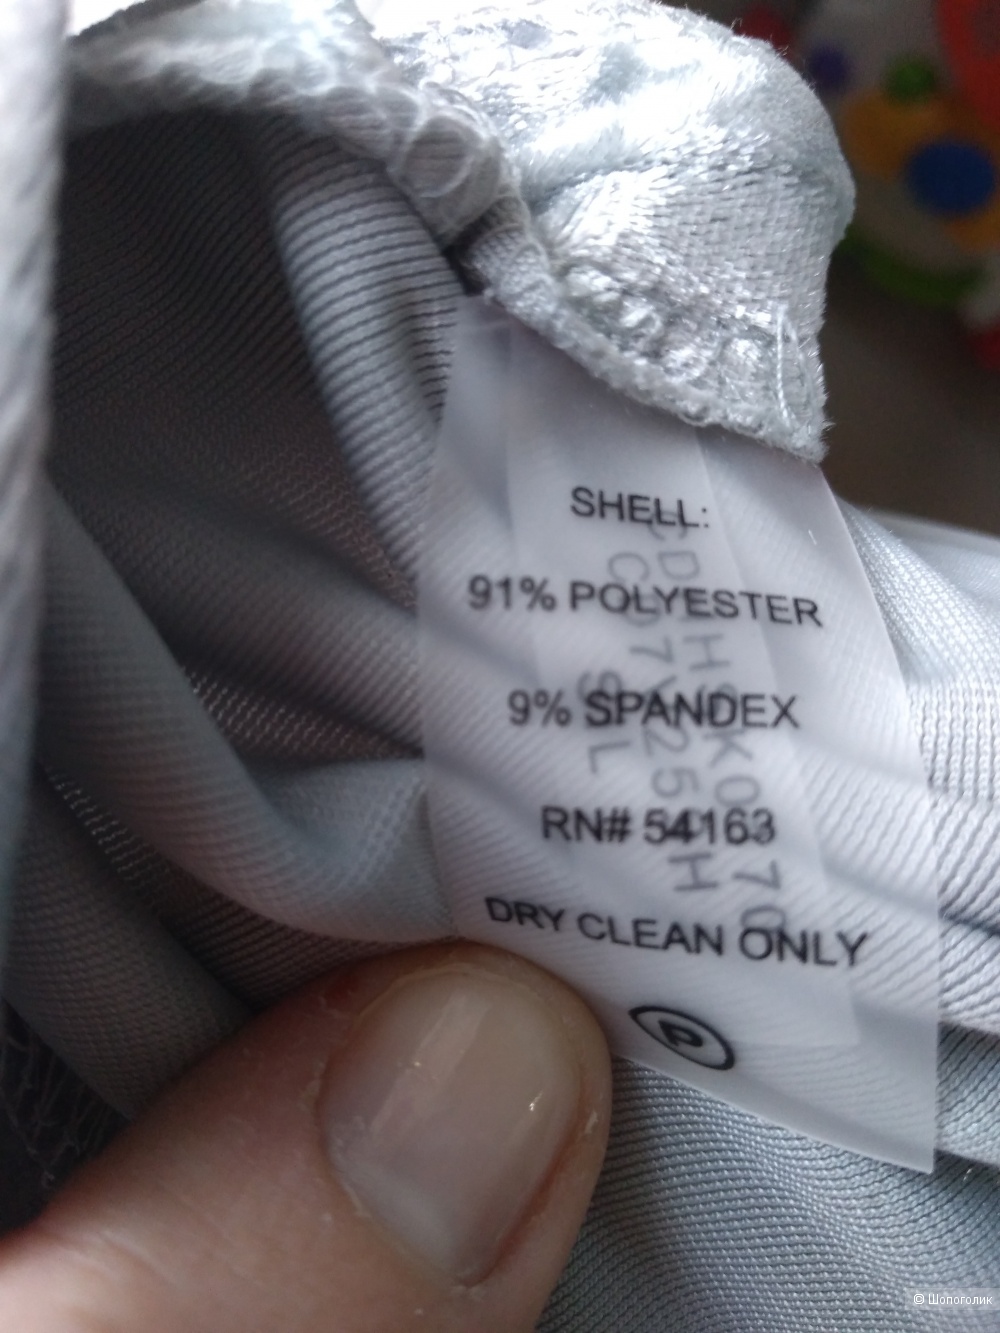 SHELL:
91% POLYESTER
9% SPANDEX
RN# 54163
DRY CLEAN ONLY
P
© Шопоголик